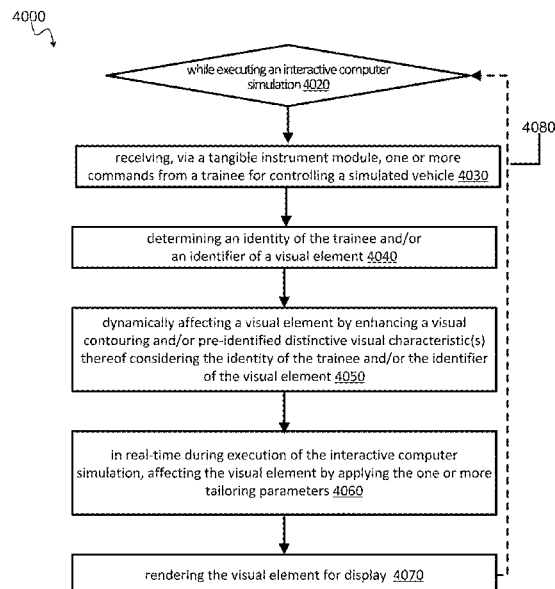 4000
while executing an interactive computer
simulation 4020
4080
receiving, via a tangible instrument module, one or more
commands from a trainee for controlling a simulated vehicle 4030
determining an identity of the trainee and/or
an identifier of a visual element 4040
dynamically affecting a visual element by enhancing a visual
contouring and/or pre-identified distinctive visual characteristic(s)
thereof considering the identity of the trainee and/or the identifier
of the visual element 4050
in real-time during execution of the interactive computer
simulation, affecting the visual element by applying the one or more
tailoring parameters 4060
rendering the visual element for display 4070